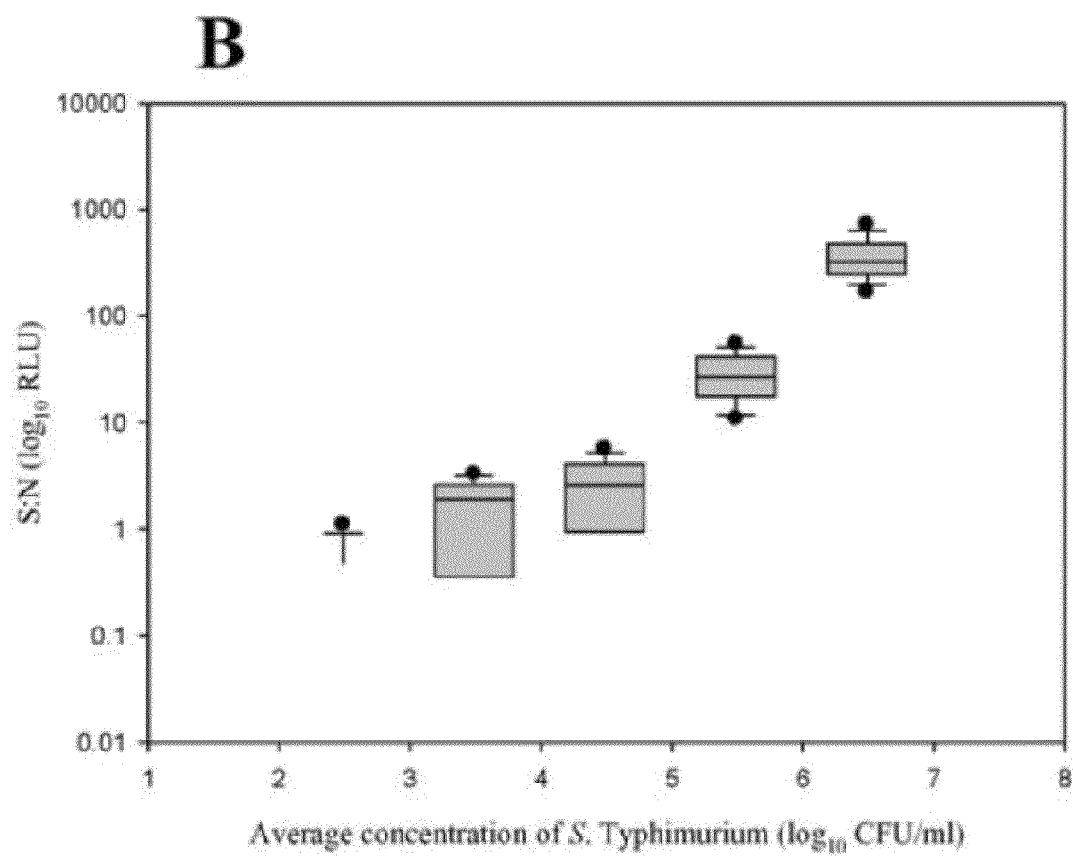 B
10000
1000
100
10
1
0.1
0.01
S:N (log10 RLU)
1 2 3 4 5 6 7 8
Average concentration of S. Typhimurium (log10 CFU/ml)